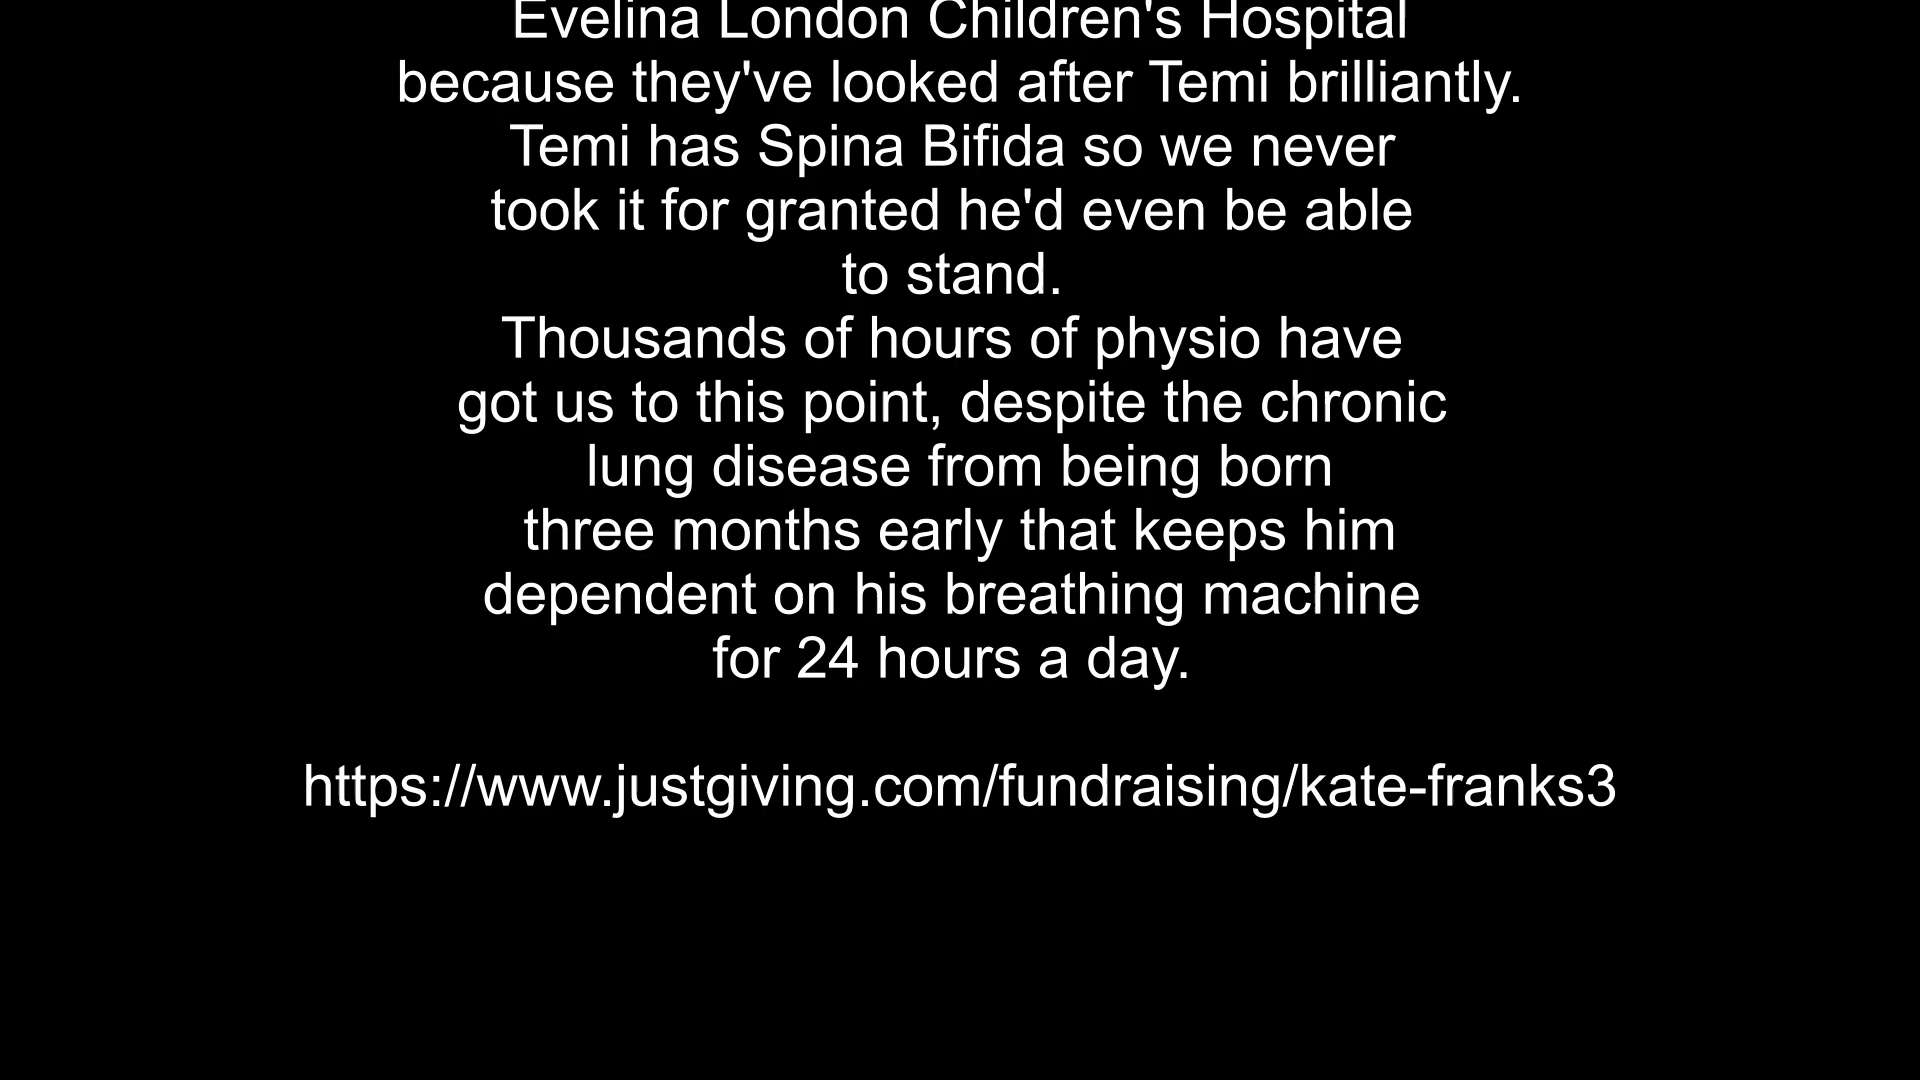 Evelina London Children's Hospital
because they've looked after Temi brilliantly.
Temi has Spina Bifida so we never
took it for granted he'd even be able
to stand.
Thousands of hours of physio have
got us to this point, despite the chronic
lung disease from being born
three months early that keeps him
dependent on his breathing machine
for 24 hours a day.
https://www.justgiving.com/fundraising/kate-franks3